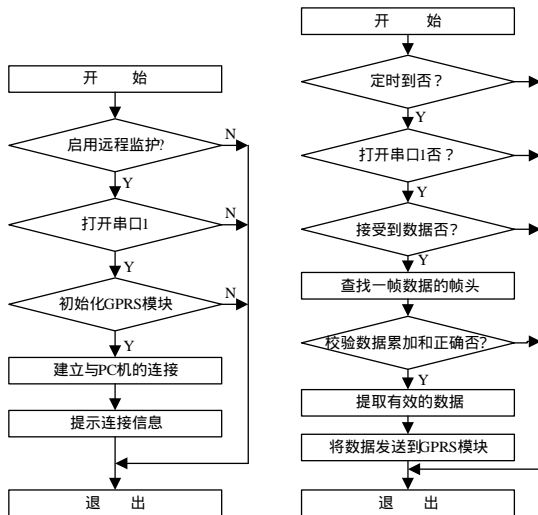 开 始
启用远程监护?
N
Y
打开串口1
N
Y
初始化GPRS模块
N
Y
建立与PC机的连接
提示连接信息
退 出
开 始
定时到否？
Y
打开串口1否？
Y
接受到数据否？
Y
查找一帧数据的帧头
校验数据累加和正确否？
Y
提取有效的数据
将数据发送到GPRS模块
退 出